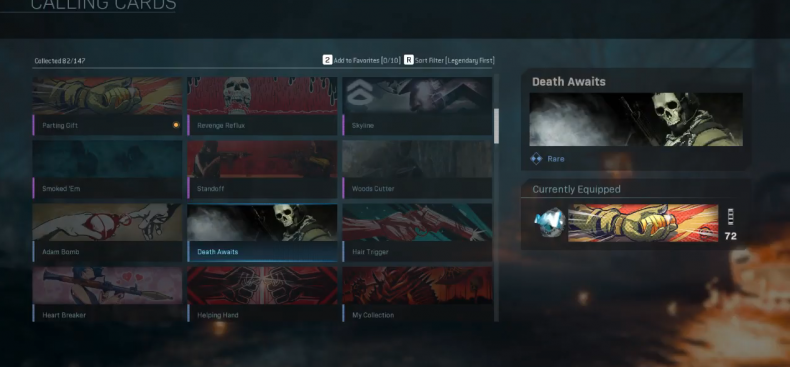 CALLING CARDS
Collected 82/147
Z Add to Favorites [0/10] R Sort Filter [Legendary First]
Parting Gift
Revenge Reflux
Skyline
Smoked 'Em
Standoff
Woods Cutter
Adam Bomb
Death Awaits
Hair Trigger
Heart Breaker
Helping Hand
My Collection
Death Awaits
Rare
Currently Equipped
72